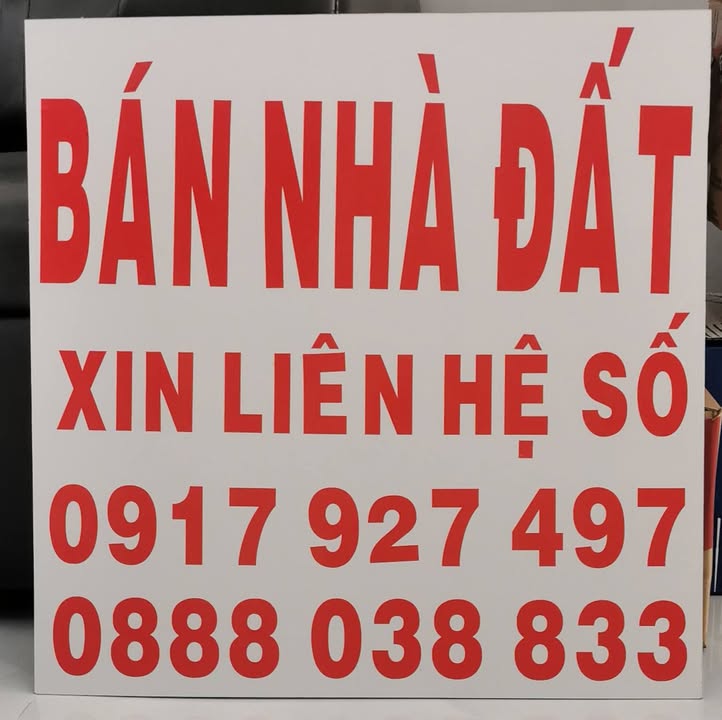 BÁN NHÀ ĐẤT
XIN LIÊN HỆ SỐ
0917 927 497
0888 038 833